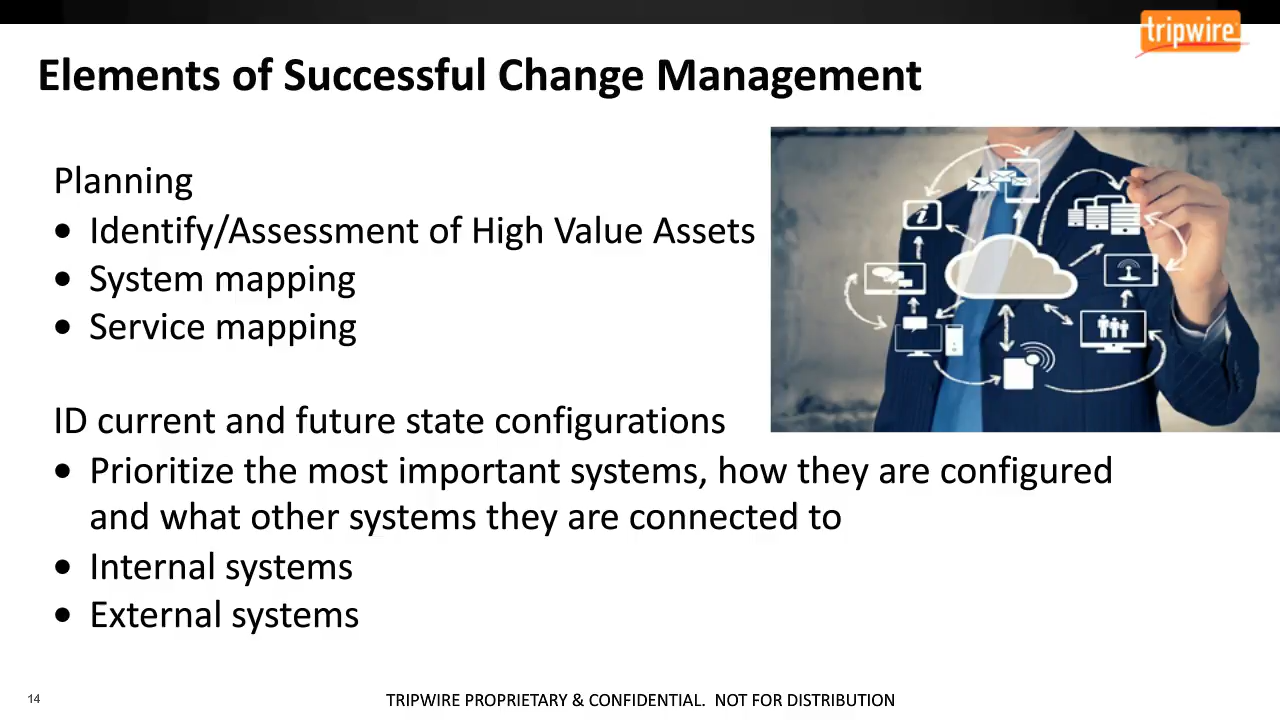 tripwire
Elements of Successful Change Management
Planning
• Identify/Assessment of High Value Assets
• System mapping
• Service mapping
ID current and future state configurations
• Prioritize the most important systems, how they are configured
and what other systems they are connected to
• Internal systems
• External systems
14
TRIPWIRE PROPRIETARY & CONFIDENTIAL. NOT FOR DISTRIBUTION